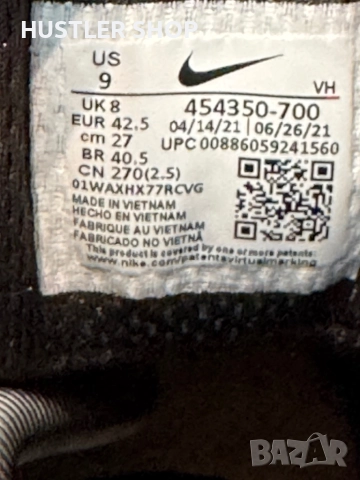 HUSTLER SHOP
US
9
VH
UK 8
EUR 42.5
cm 27
BR 40.5
CN 270(2.5)
454350-700
04/14/21 | 06/26/21
UPC 00886059241560
01WAXHX77RCVG
MADE IN VIETNAM
HECHO EN VIETNAM
FABRIQUE AU VIETNAM
FABRICADO NO VIETNAM
This product is covered by one or more patents:
www.nike.com/patentsvirtualmarking
BAZAR